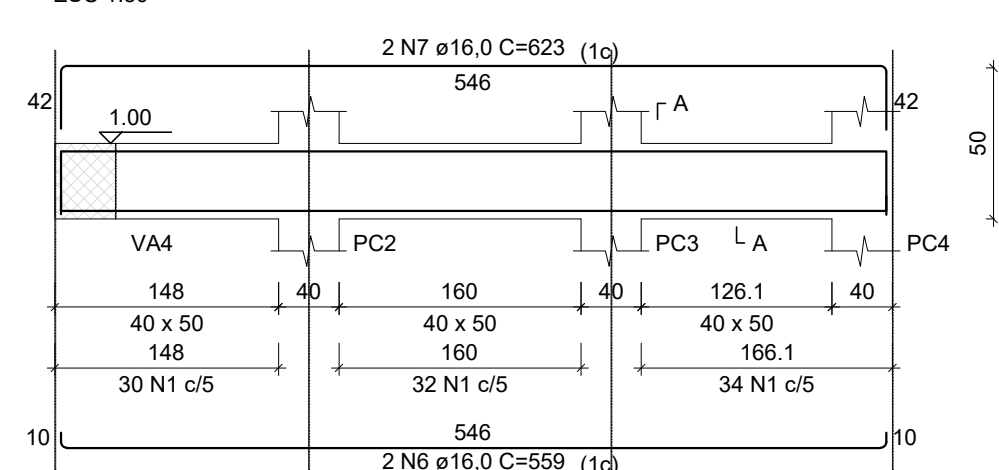 2 N7 ø16,0 C=623 (1c)
546
42
42
1.00
A
50
VA4
PC2
PC3
A
PC4
148
40
160
40
126.1
40
40 x 50
40 x 50
40 x 50
148
160
166.1
30 N1 c/5
32 N1 c/5
34 N1 c/5
10
546
10
2 N6 ø16,0 C=559 (1c)